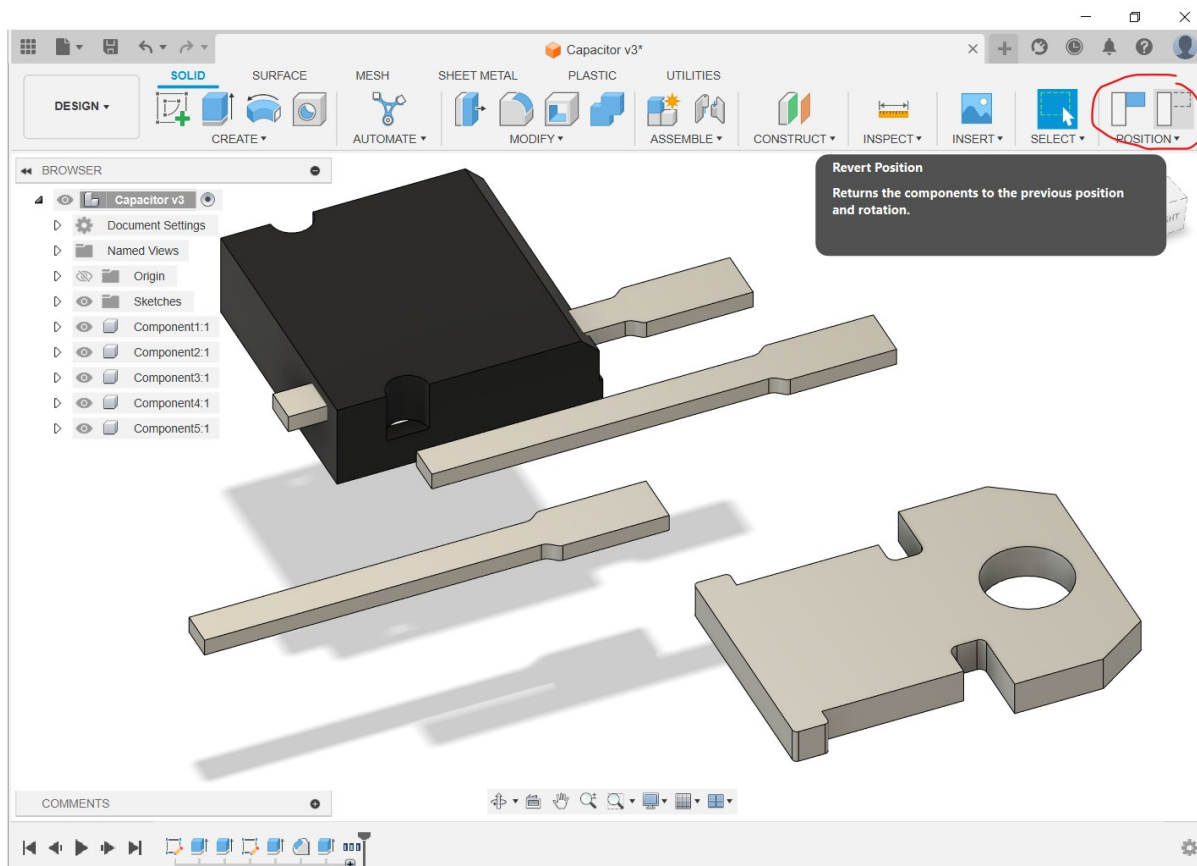 Capacitor v3*
SOLID SURFACE MESH SHEET METAL PLASTIC UTILITIES
DESIGN
CREATE AUTOMATE MODIFY ASSEMBLE CONSTRUCT INSPECT INSERT SELECT POSITION
BROWSER
Revert Position
Returns the components to the previous position
and rotation.
Capacitor v3
Document Settings
Named Views
Origin
Sketches
Component1:1
Component2:1
Component3:1
Component4:1
Component5:1
COMMENTS